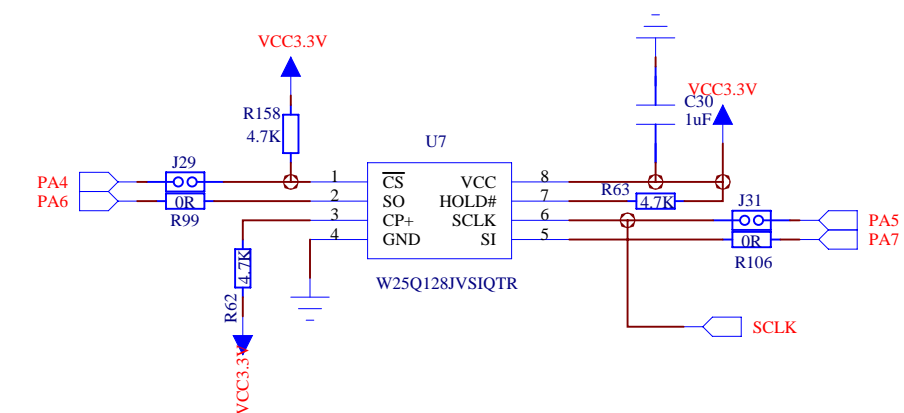 VCC3.3V
VCC3.3V
C30
1uF
R158
4.7K
U7
J29
PA4
PA6
0R
R99
1
2
3
4
CS
SO
CP+
GND
VCC
HOLD#
SCLK
SI
8
7
6
5
R63
4.7K
J31
PA5
PA7
0R
R106
4.7K
R62
VCC3.3V
W25Q128JVSIQTR
SCLK